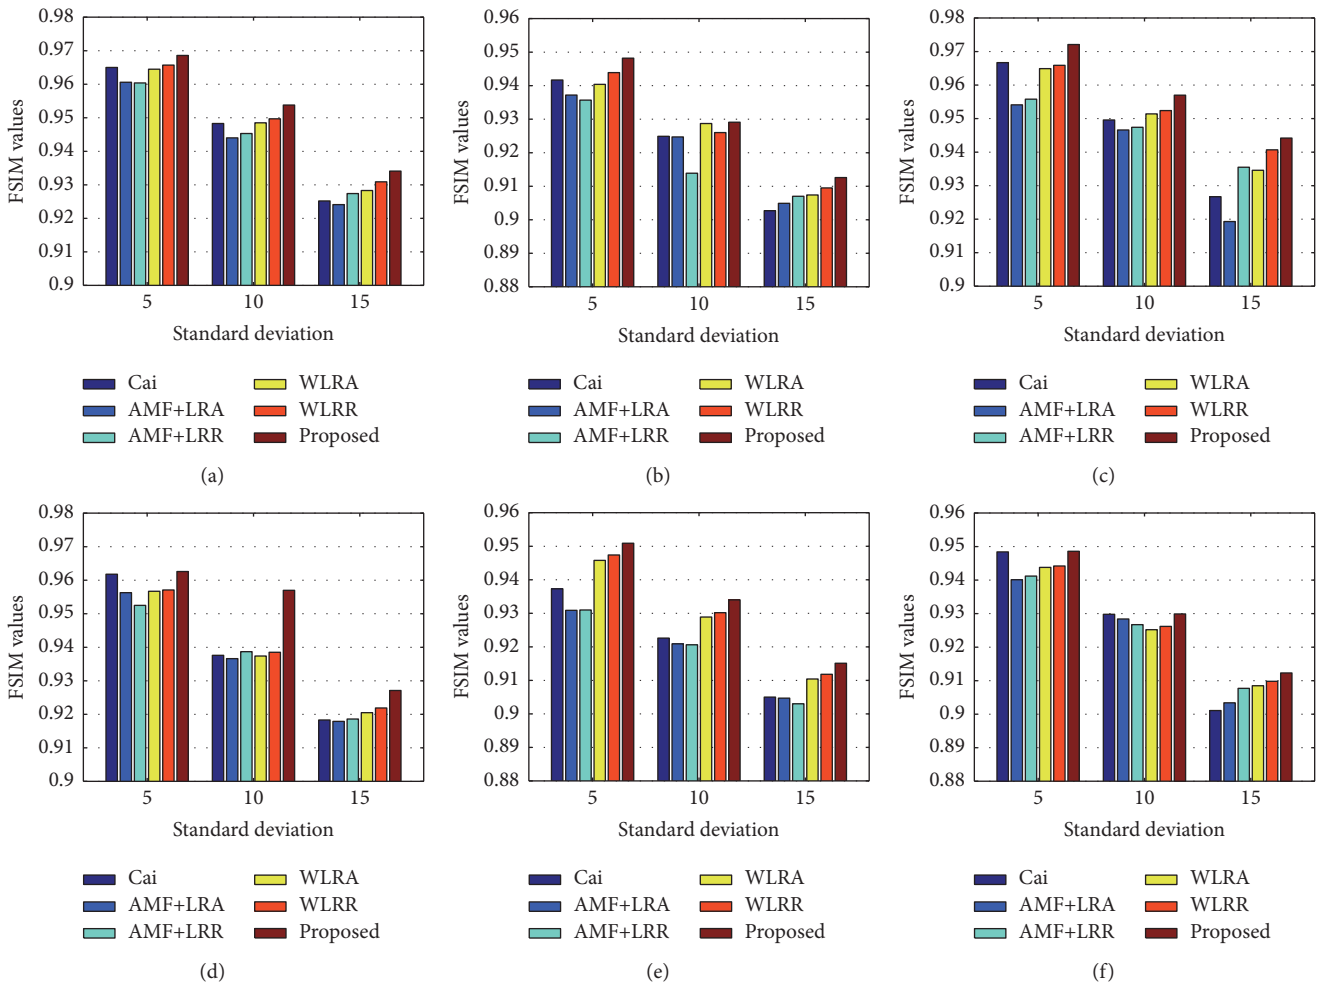 0.98
0.97
0.96
0.95
0.94
0.93
0.92
0.91
0.9
FSIM values
5 10 15
Standard deviation
Cai WLRA
AMF+LRA WLRR
AMF+LRR Proposed
(a)
0.96
0.95
0.94
0.93
0.92
0.91
0.9
0.89
0.88
FSIM values
5 10 15
Standard deviation
Cai WLRA
AMF+LRA WLRR
AMF+LRR Proposed
(b)
0.98
0.97
0.96
0.95
0.94
0.93
0.92
0.91
0.9
FSIM values
5 10 15
Standard deviation
Cai WLRA
AMF+LRA WLRR
AMF+LRR Proposed
(c)
0.98
0.97
0.96
0.95
0.94
0.93
0.92
0.91
0.9
FSIM values
5 10 15
Standard deviation
Cai WLRA
AMF+LRA WLRR
AMF+LRR Proposed
(d)
0.96
0.95
0.94
0.93
0.92
0.91
0.9
0.89
0.88
FSIM values
5 10 15
Standard deviation
Cai WLRA
AMF+LRA WLRR
AMF+LRR Proposed
(e)
0.96
0.95
0.94
0.93
0.92
0.91
0.9
0.89
0.88
FSIM values
5 10 15
Standard deviation
Cai WLRA
AMF+LRA WLRR
AMF+LRR Proposed
(f)